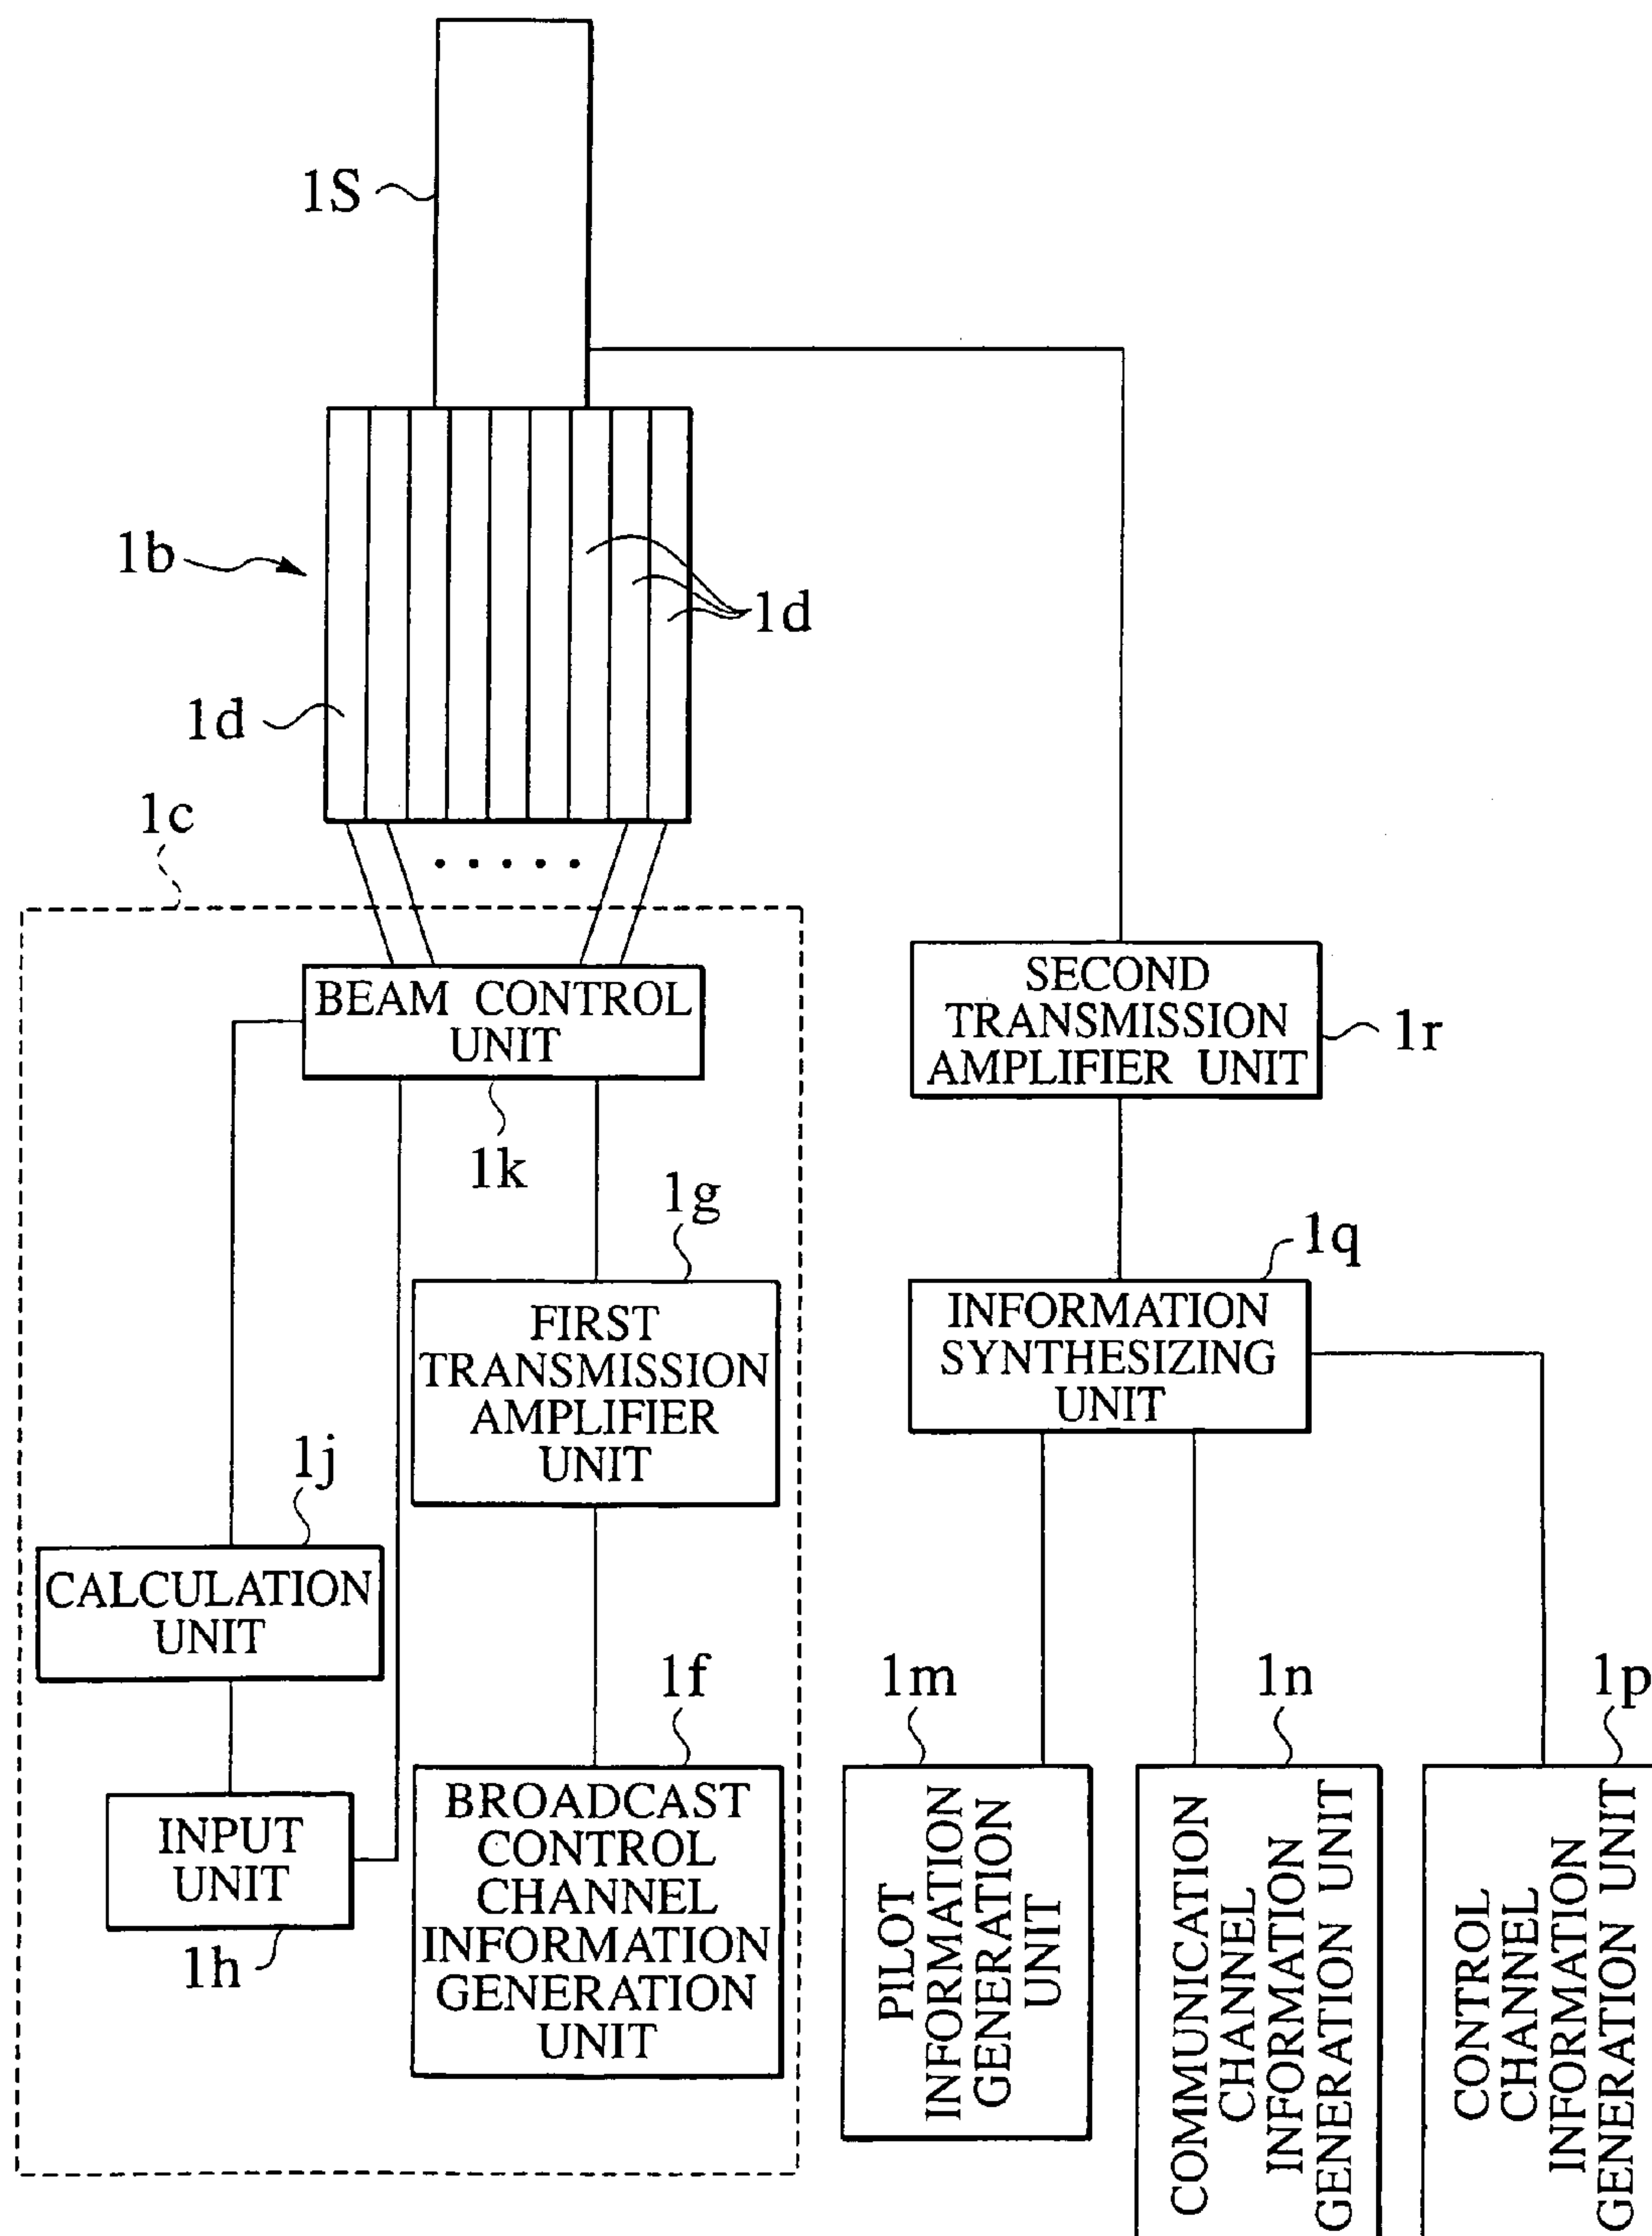 1S
1b
1d
1d
1c
BEAM CONTROL
UNIT
1k
SECOND
TRANSMISSION
AMPLIFIER UNIT
1r
1g
FIRST
TRANSMISSION
AMPLIFIER
UNIT
1q
INFORMATION
SYNTHESIZING
UNIT
1j
CALCULATION
UNIT
INPUT
UNIT
1h
1f
BROADCAST
CONTROL
CHANNEL
INFORMATION
GENERATION
UNIT
1m
PILOT
INFORMATION
GENERATION
UNIT
1n
COMMUNICATION
CHANNEL
INFORMATION
GENERATION UNIT
1p
CONTROL
CHANNEL
INFORMATION
GENERATION UNIT